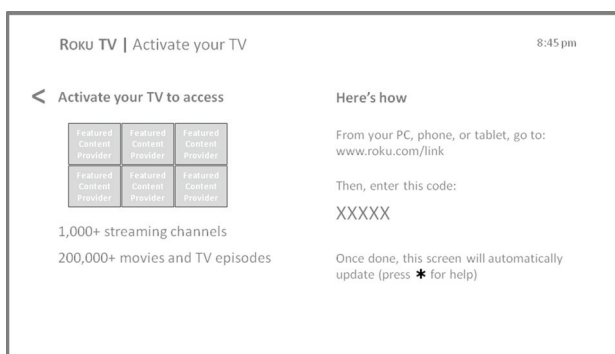 ROKU TV | Activate your TV
8:45 pm
< Activate your TV to access
Featured Content Provider
Featured Content Provider
Featured Content Provider
Featured Content Provider
Featured Content Provider
Featured Content Provider
1,000+ streaming channels
200,000+ movies and TV episodes
Here's how
From your PC, phone, or tablet, go to:
www.roku.com/link
Then, enter this code:
XXXXX
Once done, this screen will automatically
update (press * for help)